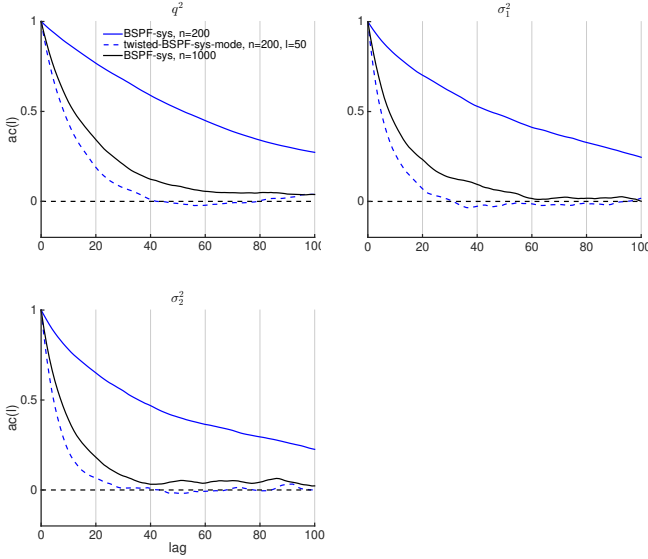 q²
1
0.5
0
ac(l)
0 20 40 60 80 100
BSPF-sys, n=200
twisted-BSPF-sys-mode, n=200, l=50
BSPF-sys, n=1000
σ₁²
1
0.5
0
0 20 40 60 80 100
σ₂²
1
0.5
0
ac(l)
0 20 40 60 80 100
lag